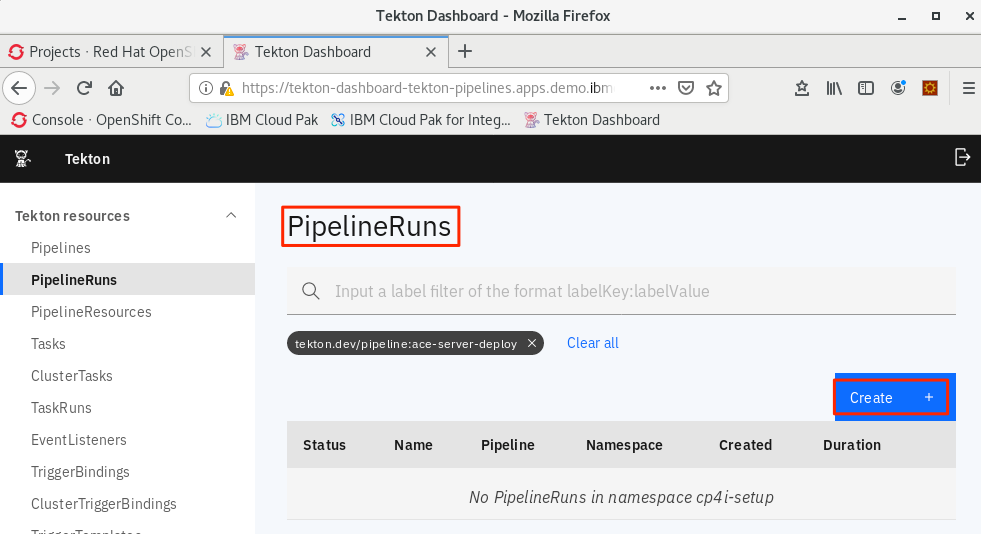 Tekton Dashboard - Mozilla Firefox
Projects · Red Hat OpenS
Tekton Dashboard
https://tekton-dashboard-tekton-pipelines.apps.demo.ibm
Console · OpenShift Co...
IBM Cloud Pak
IBM Cloud Pak for Integ...
Tekton Dashboard
Tekton
Tekton resources
Pipelines
PipelineRuns
PipelineResources
Tasks
ClusterTasks
TaskRuns
EventListeners
TriggerBindings
ClusterTriggerBindings
TriggerTemplates
PipelineRuns
Input a label filter of the format labelKey:labelValue
tekton.dev/pipeline:ace-server-deploy
Clear all
Create +
Status Name Pipeline Namespace Created Duration
No PipelineRuns in namespace cp4i-setup